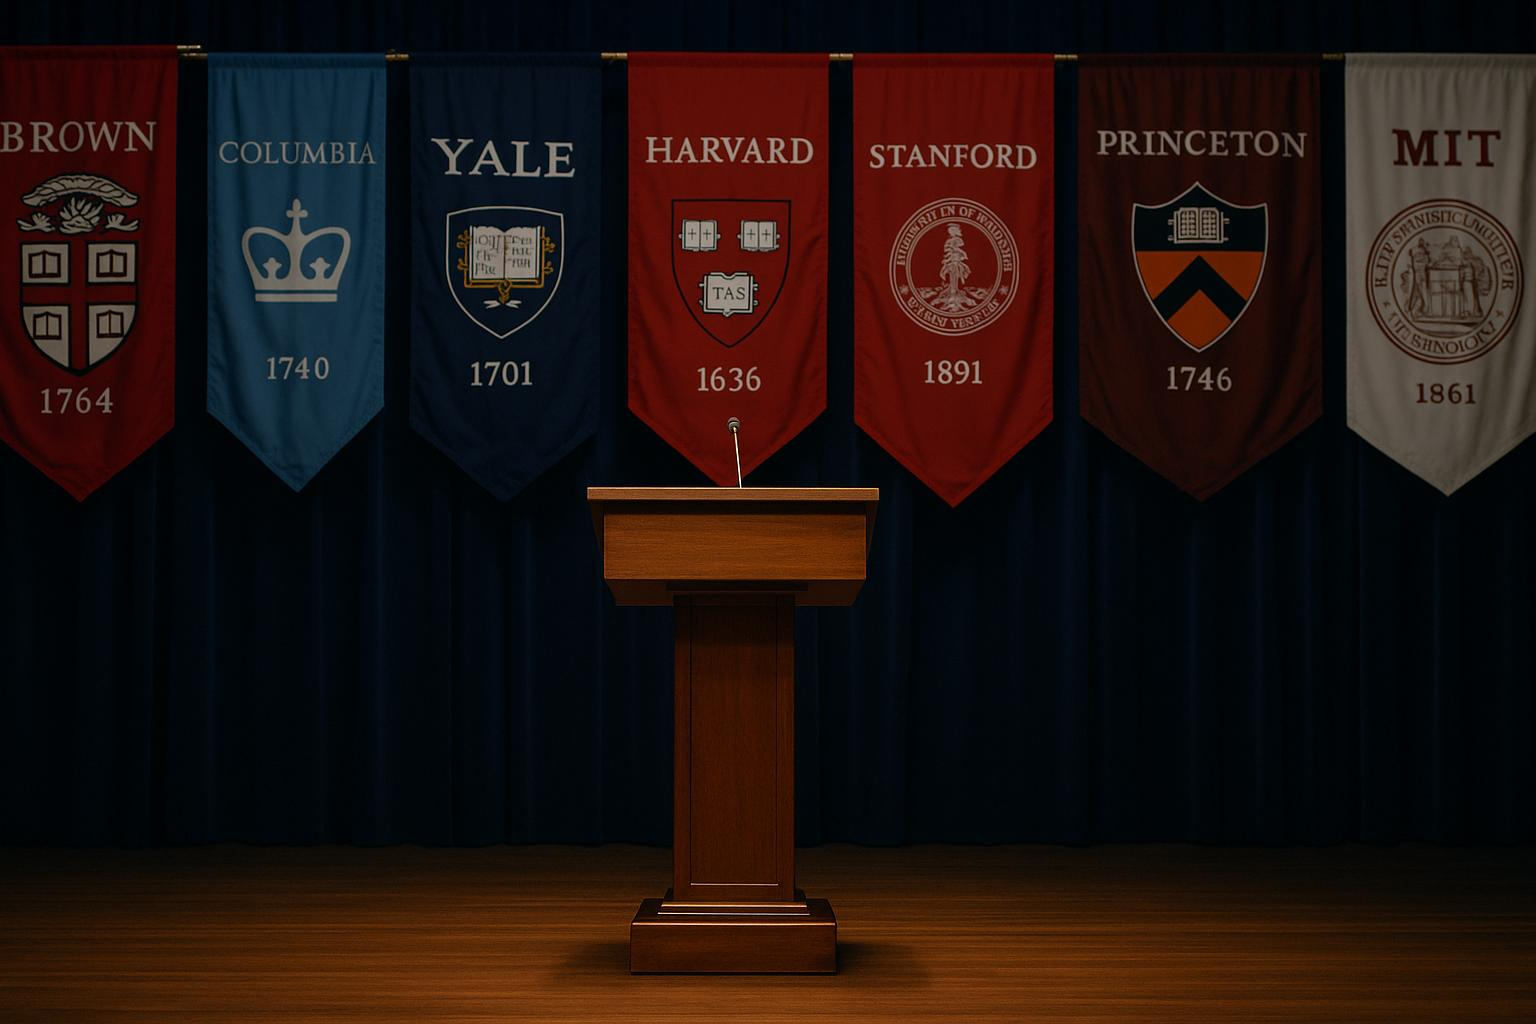 BROWN
1764
COLUMBIA
1740
YALE
1701
HARVARD
TAS
1636
STANFORD
1891
PRINCETON
1746
MIT
1861